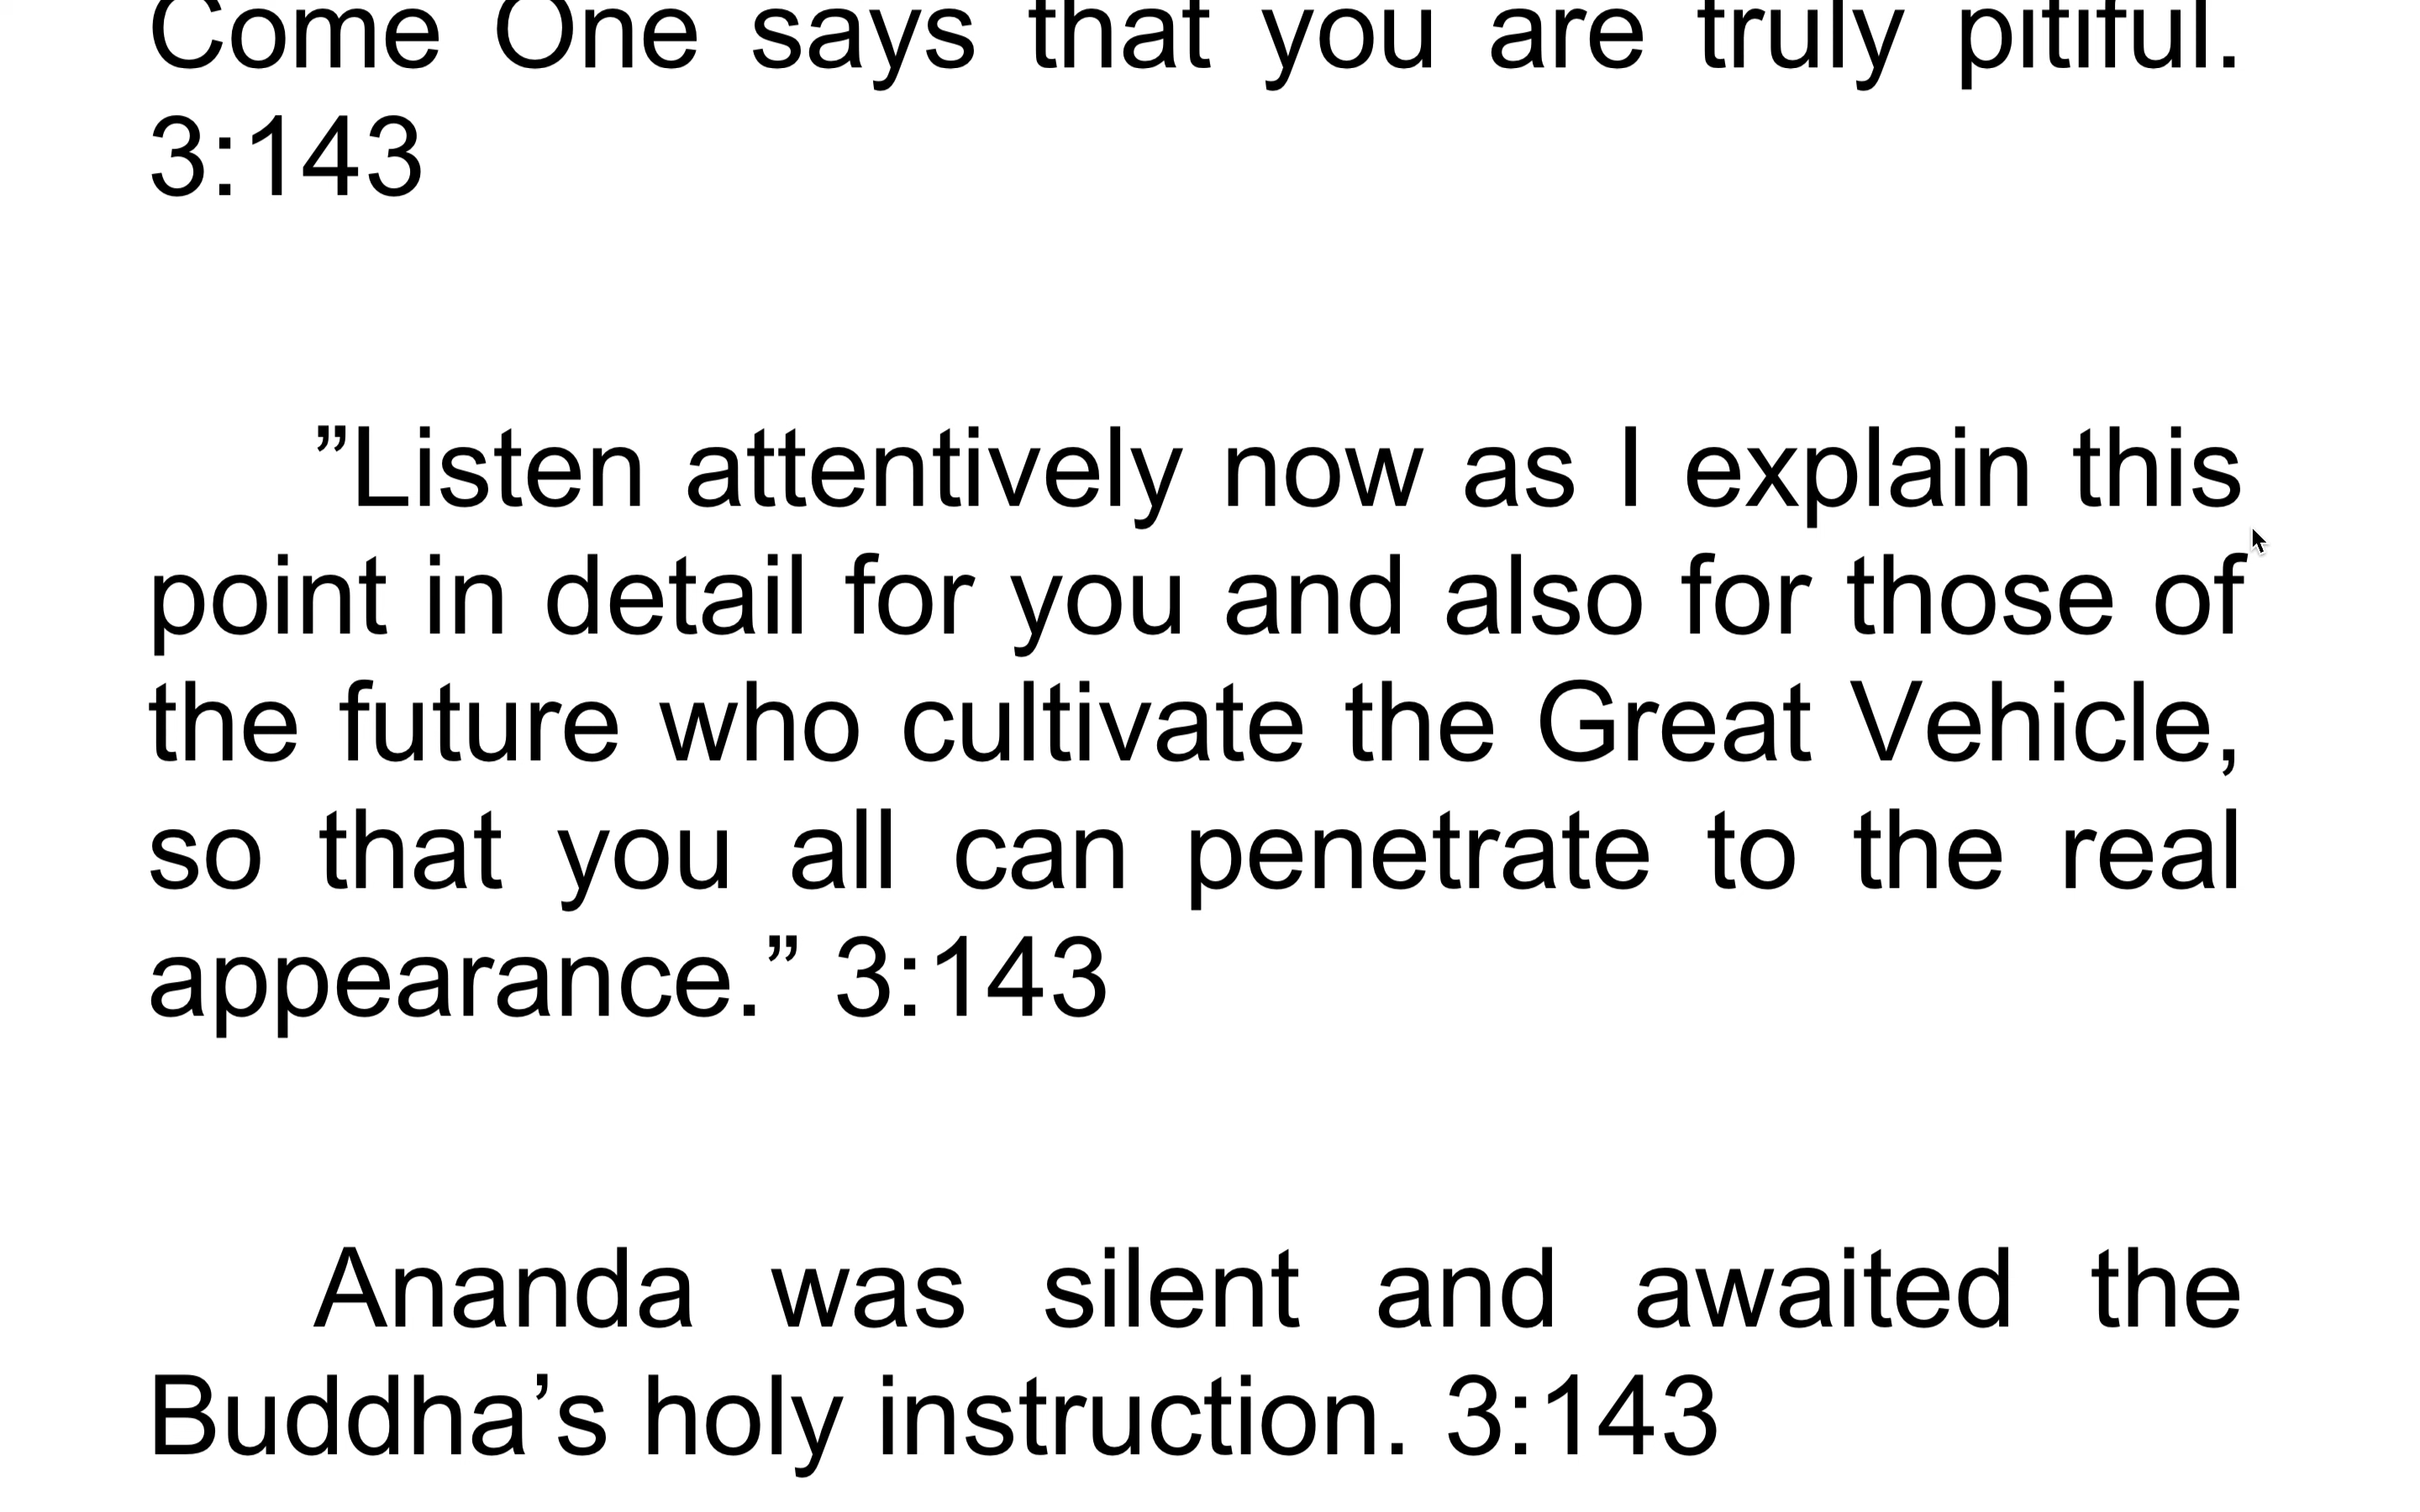 Come One says that you are truly pitiful.
3:143
”Listen attentively now as I explain this
point in detail for you and also for those of
the future who cultivate the Great Vehicle,
so that you all can penetrate to the real
appearance.” 3:143
Ananda was silent and awaited the
Buddha’s holy instruction. 3:143